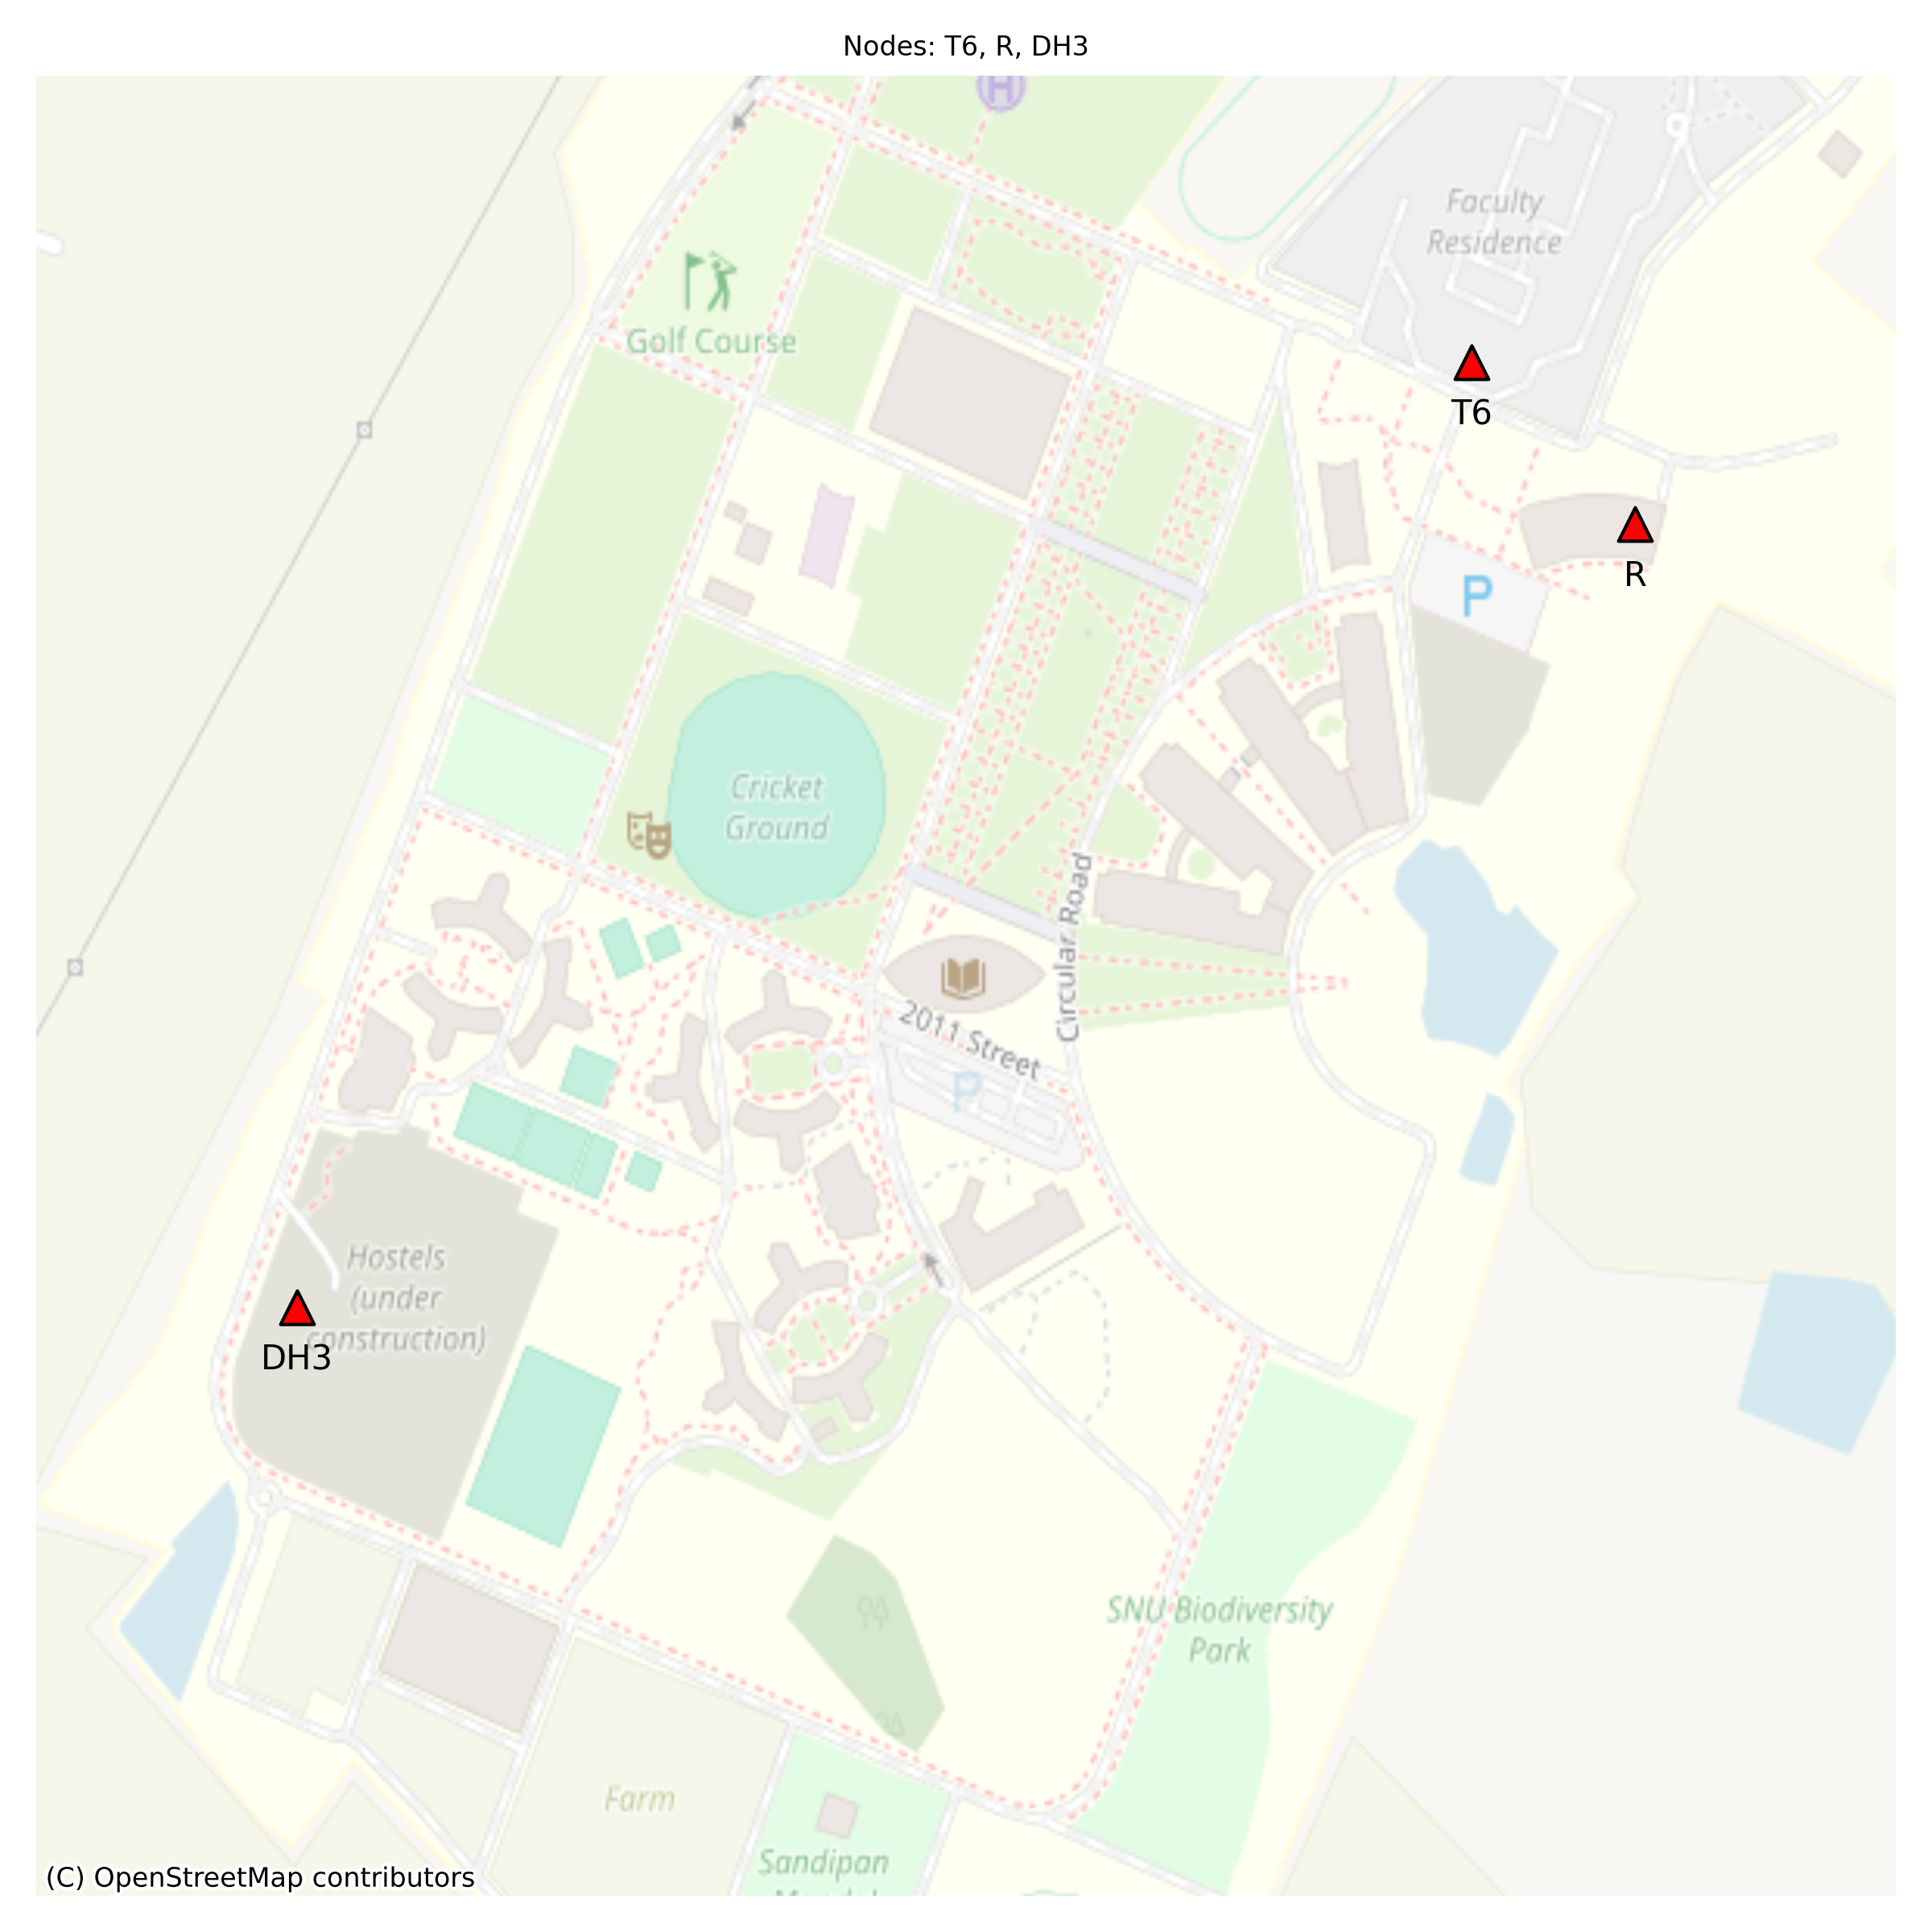 Nodes: T6, R, DH3
H
Faculty
Residence
Golf Course
T6
R
P
Cricket
Ground
Circular Road
2011 Street
P
Hostels
(under
construction)
DH3
SNU Biodiversity
Park
Farm
Sandipan
(C) OpenStreetMap contributors